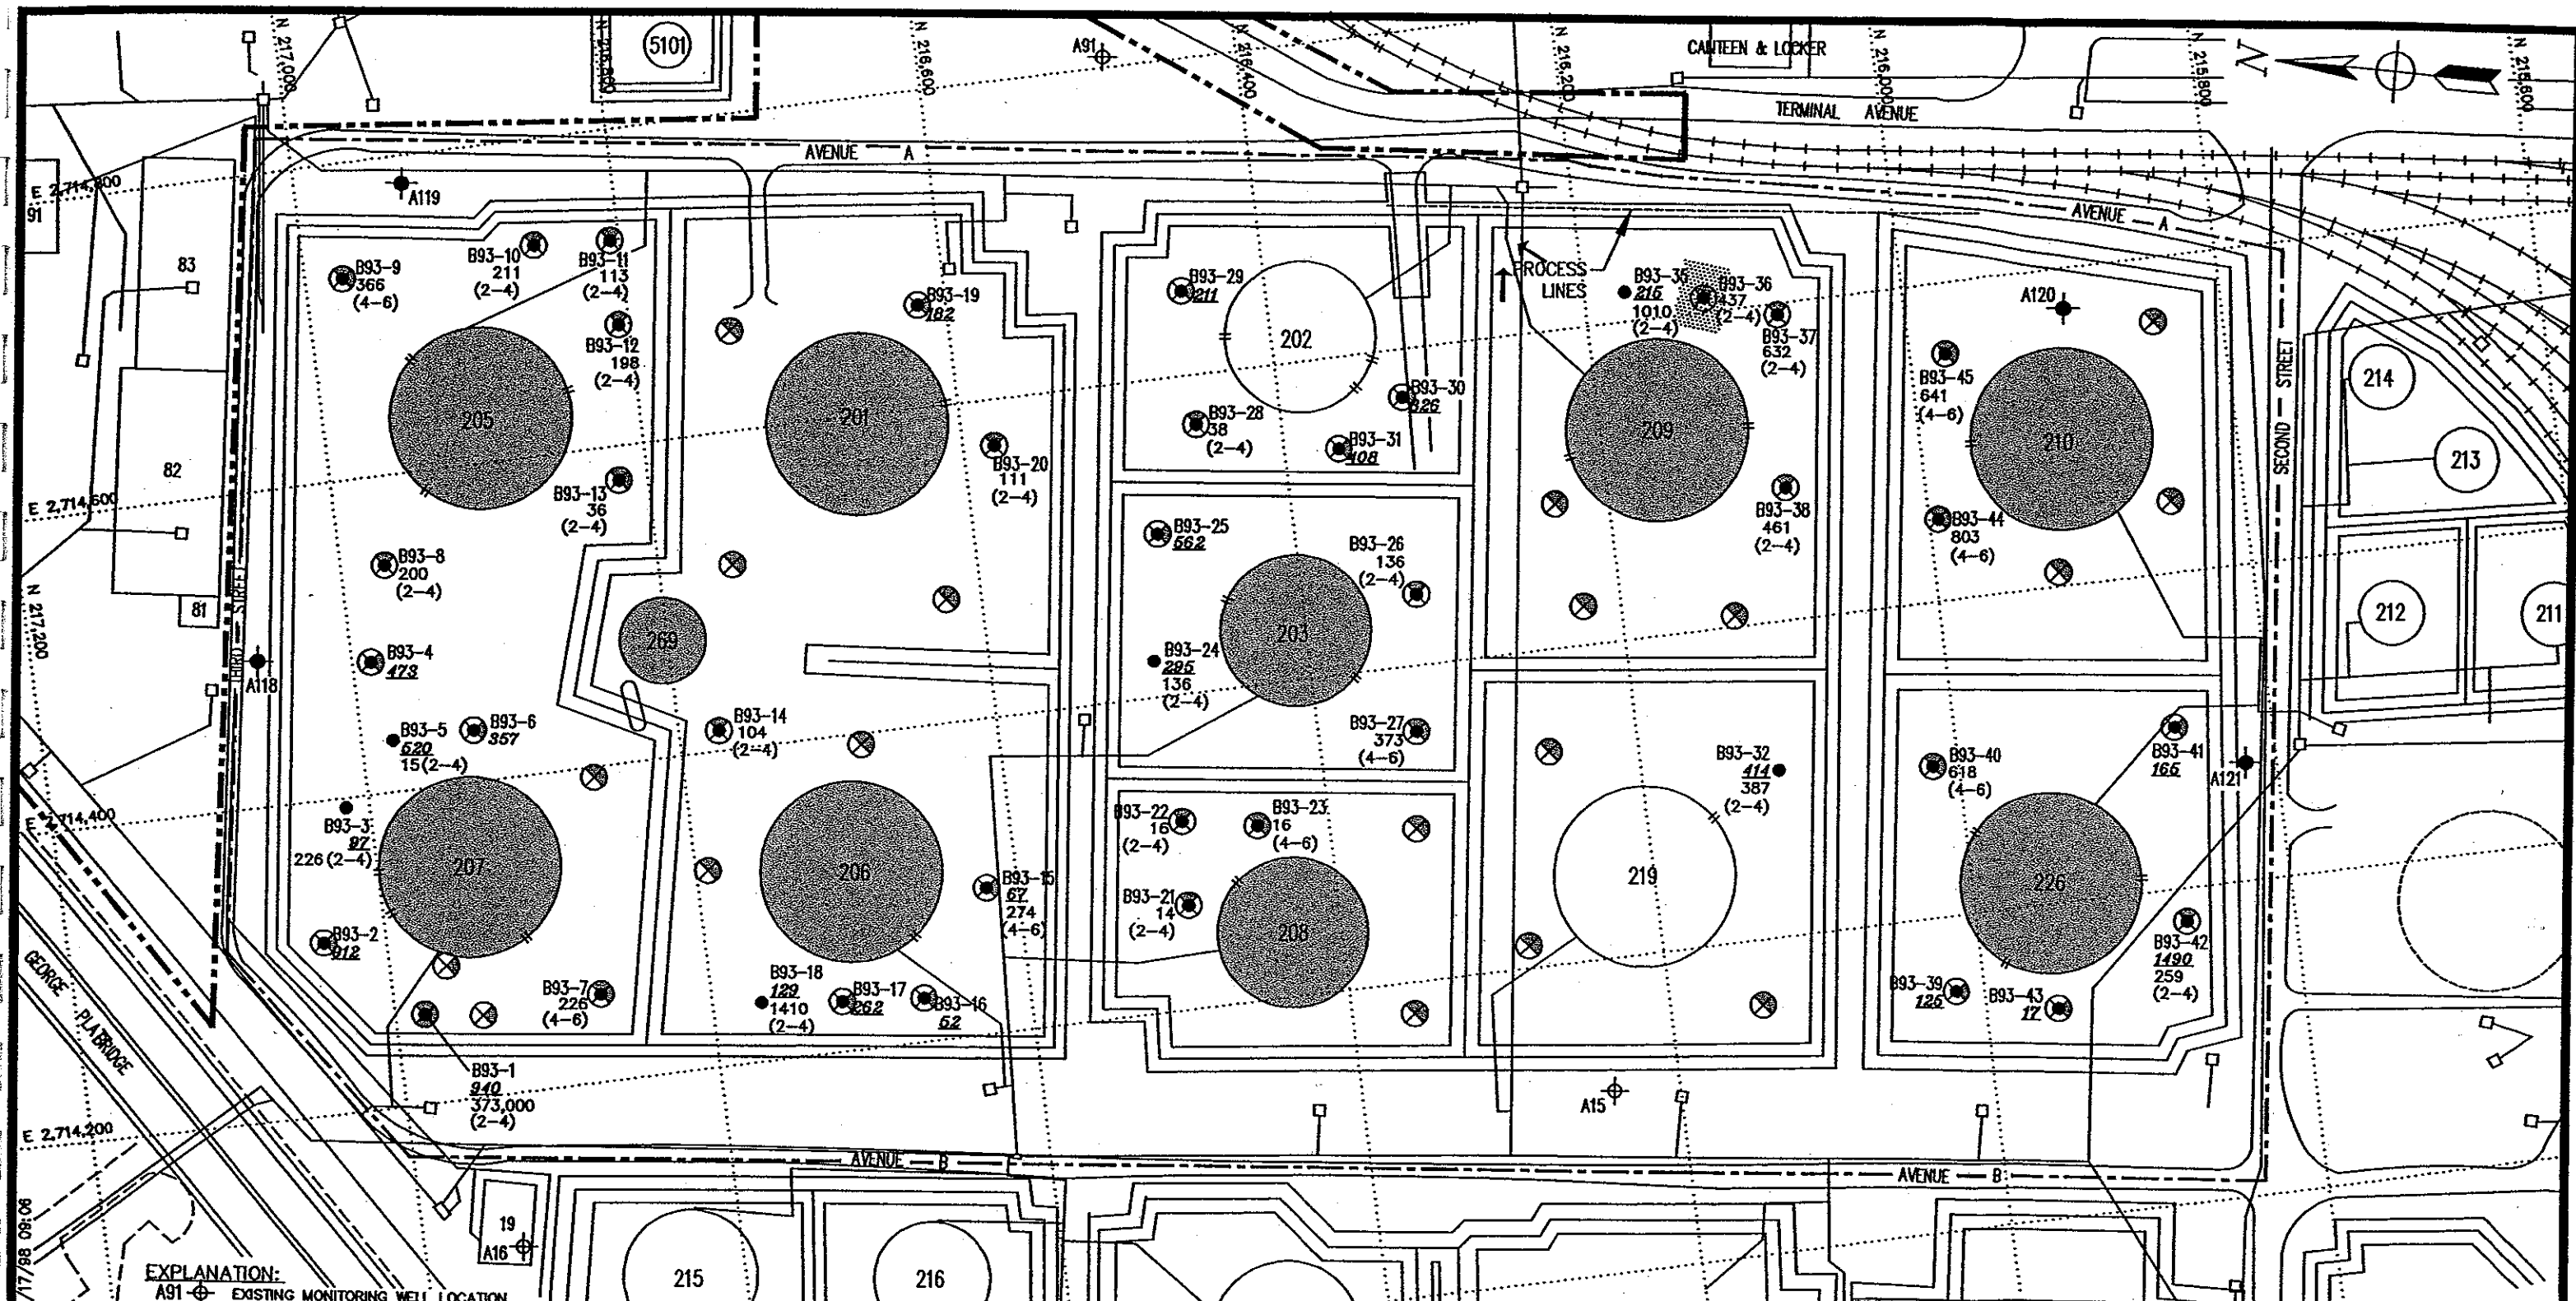 N 217,000
N 216,800
5101
N 216,600
A91
N 216,400
N 216,200
CANTEEN & LOCKER
N 216,000
N 215,800
N
N 215,600
TERMINAL AVENUE
AVENUE A
E 2,714,800
91
A119
83
AVENUE A
B93-9
366
(4-6)
B93-10
211
(2-4)
B93-11
113
(2-4)
B93-12
198
(2-4)
B93-19
182
B93-29
211
PROCESS
LINES
B93-35
215
1010
(2-4)
B93-36
437
(2-4)
B93-37
632
(2-4)
A120
202
B93-45
641
(4-6)
SECOND STREET
214
205
201
B93-28
38
(2-4)
B93-30
826
B93-31
108
209
210
213
82
E 2,714,600
B93-13
36
(2-4)
B93-20
111
(2-4)
B93-25
562
B93-38
461
(2-4)
B93-44
803
(4-6)
B93-8
200
(2-4)
B93-26
136
(2-4)
N 217,200
81
THIRD STREET
269
203
212
211
B93-4
473
A118
B93-24
295
136
(2-4)
B93-5
520
15(2-4)
B93-6
357
B93-14
104
(2-4)
B93-27
373
(4-6)
B93-32
414
387
(2-4)
B93-40
618
(4-6)
B93-41
166
A121
E 2,714,400
B93-3
97
226 (2-4)
B93-22
16
(2-4)
B93-23
16
(4-6)
207
206
B93-15
67
274
(4-6)
219
226
B93-21
14
(2-4)
208
B93-2
912
B93-42
1490
259
(2-4)
GEORGE PLATBRIDGE
B93-7
226
(4-6)
B93-18
129
1410
(2-4)
B93-17
262
B93-16
52
B93-39
125
B93-43
17
B93-1
940
373,000
(2-4)
A15
E 2,714,200
AVENUE B
AVENUE B
19
A16
215
216
EXPLANATION:
A91 EXISTING MONITORING WELL LOCATION